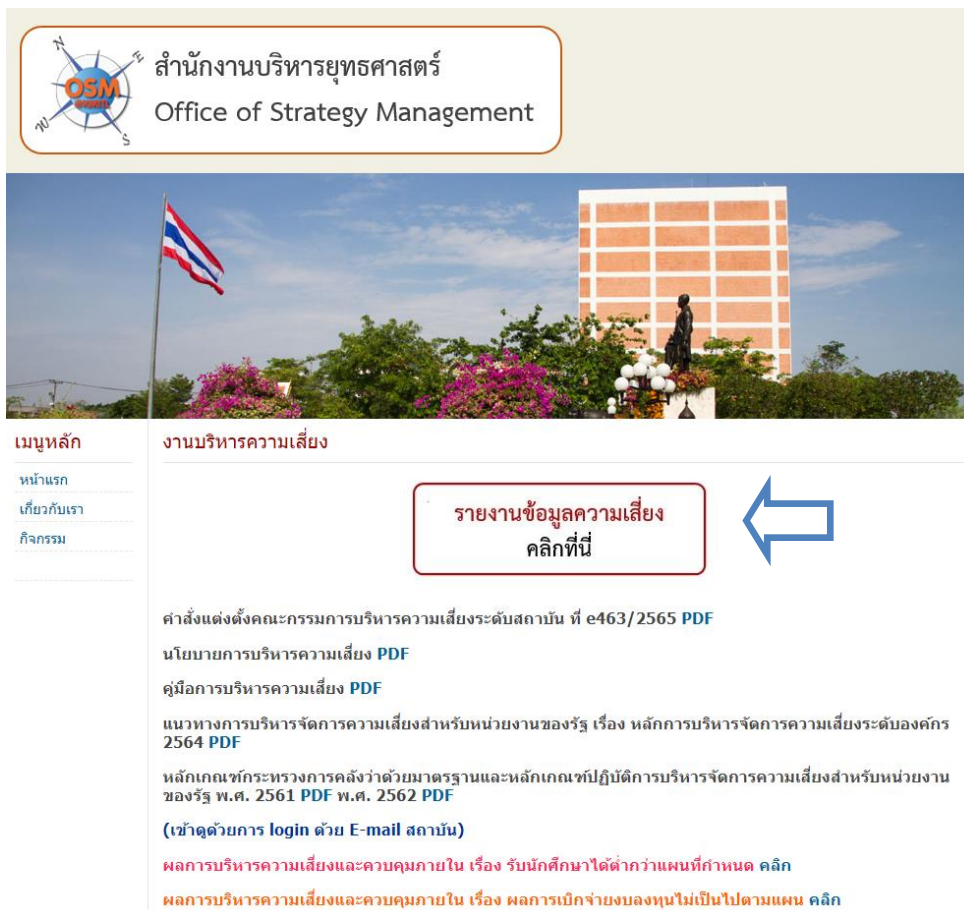 N
E
OSM
W
S
สำนักงานบริหารยุทธศาสตร์
Office of Strategy Management
เมนูหลัก
หน้าแรก
เกี่ยวกับเรา
กิจกรรม
งานบริหารความเสี่ยง
รายงานข้อมูลความเสี่ยง
คลิกที่นี่
คำสั่งแต่งตั้งคณะกรรมการบริหารความเสี่ยงระดับสถาบัน ที่ e463/2565 PDF
นโยบายการบริหารความเสี่ยง PDF
คู่มือการบริหารความเสี่ยง PDF
แนวทางการบริหารจัดการความเสี่ยงสำหรับหน่วยงานของรัฐ เรื่อง หลักการบริหารจัดการความเสี่ยงระดับองค์กร
2564 PDF
หลักเกณฑ์กระทรวงการคลังว่าด้วยมาตรฐานและหลักเกณฑ์ปฏิบัติการบริหารจัดการความเสี่ยงสำหรับหน่วยงาน
ของรัฐ พ.ศ. 2561 PDF พ.ศ. 2562 PDF
(เข้าดูด้วยการ login ด้วย E-mail สถาบัน)
ผลการบริหารความเสี่ยงและควบคุมภายใน เรื่อง รับนักศึกษาได้ต่ำกว่าแผนที่กำหนด คลิก
ผลการบริหารความเสี่ยงและควบคุมภายใน เรื่อง ผลการเบิกจ่ายงบลงทุนไม่เป็นไปตามแผน คลิก